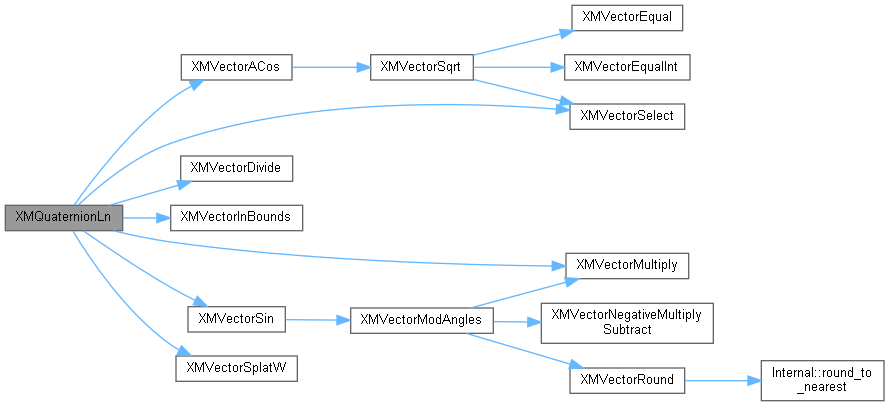 XMVectorEqual
XMVectorACos
XMVectorSqrt
XMVectorEqualInt
XMVectorSelect
XMVectorDivide
XMQuaternionLn
XMVectorInBounds
XMVectorMultiply
XMVectorSin
XMVectorModAngles
XMVectorNegativeMultiply
Subtract
XMVectorSplatW
XMVectorRound
Internal::round_to
_nearest